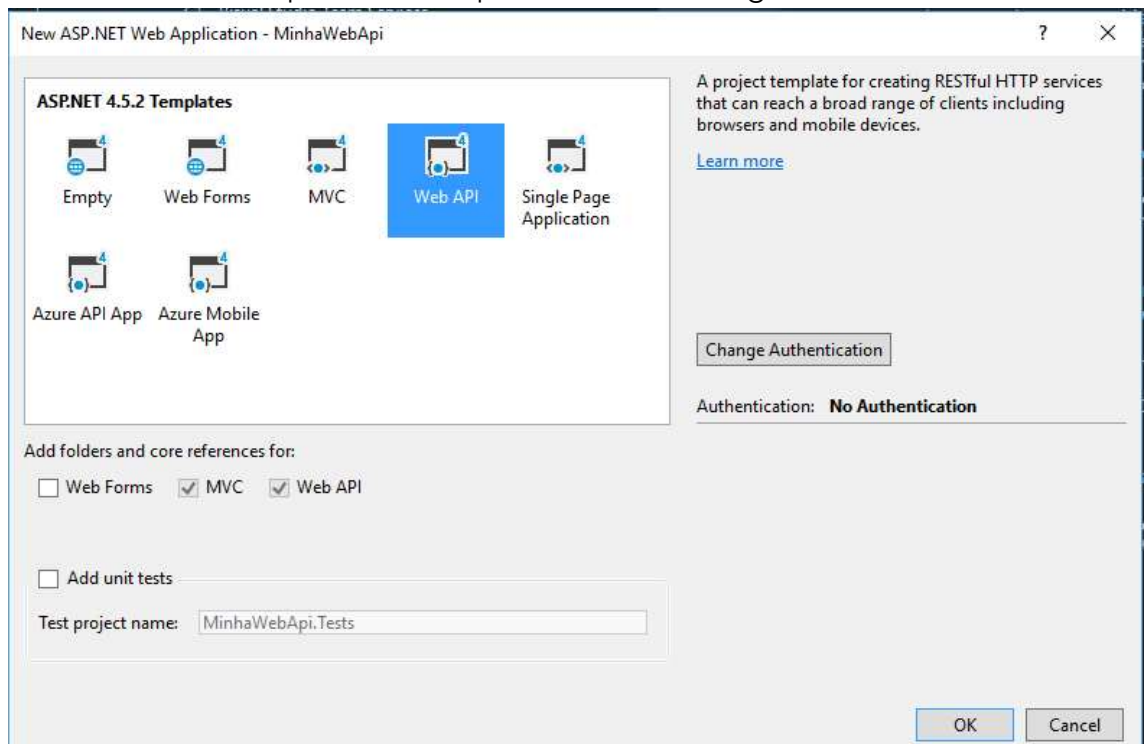 New ASP.NET Web Application - MinhaWebApi
?
ASP.NET 4.5.2 Templates
Empty
Web Forms
MVC
Web API
Single Page
Application
Azure API App
Azure Mobile
App
A project template for creating RESTful HTTP services
that can reach a broad range of clients including
browsers and mobile devices.
Learn more
Change Authentication
Authentication: No Authentication
Add folders and core references for:
Web Forms MVC Web API
Add unit tests
Test project name: MinhaWebApi.Tests
OK Cancel